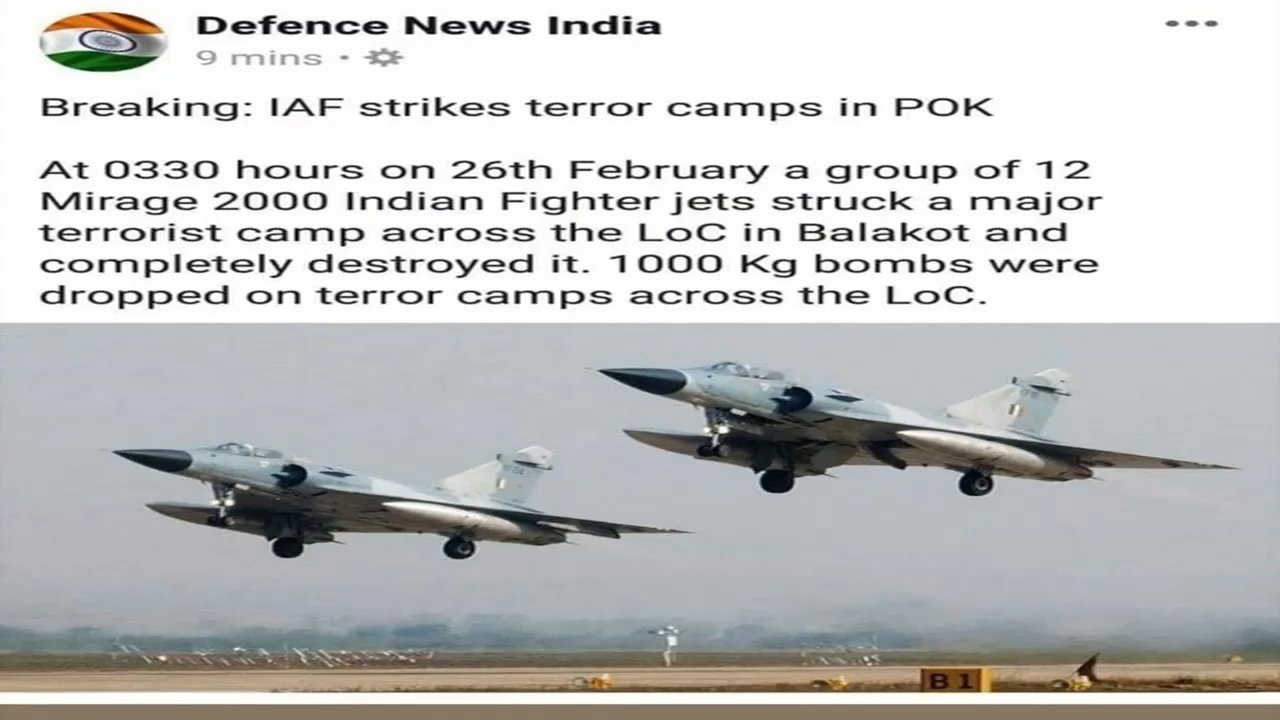 Defence News India
9 mins
Breaking: IAF strikes terror camps in POK
At 0330 hours on 26th February a group of 12
Mirage 2000 Indian Fighter jets struck a major
terrorist camp across the LoC in Balakot and
completely destroyed it. 1000 Kg bombs were
dropped on terror camps across the LoC.
B 1